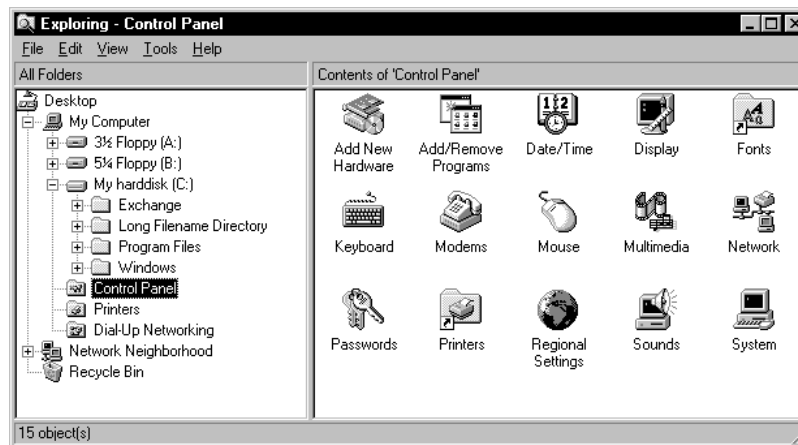 Exploring - Control Panel
File Edit View Tools Help
All Folders
Contents of 'Control Panel'
Desktop
My Computer
3½ Floppy (A:)
5¼ Floppy (B:)
My harddisk (C:)
Exchange
Long Filename Directory
Program Files
Windows
Control Panel
Printers
Dial-Up Networking
Network Neighborhood
Recycle Bin
Add New
Hardware
Add/Remove
Programs
Date/Time
Display
Fonts
Keyboard
Modems
Mouse
Multimedia
Network
Passwords
Printers
Regional
Settings
Sounds
System
15 object(s)